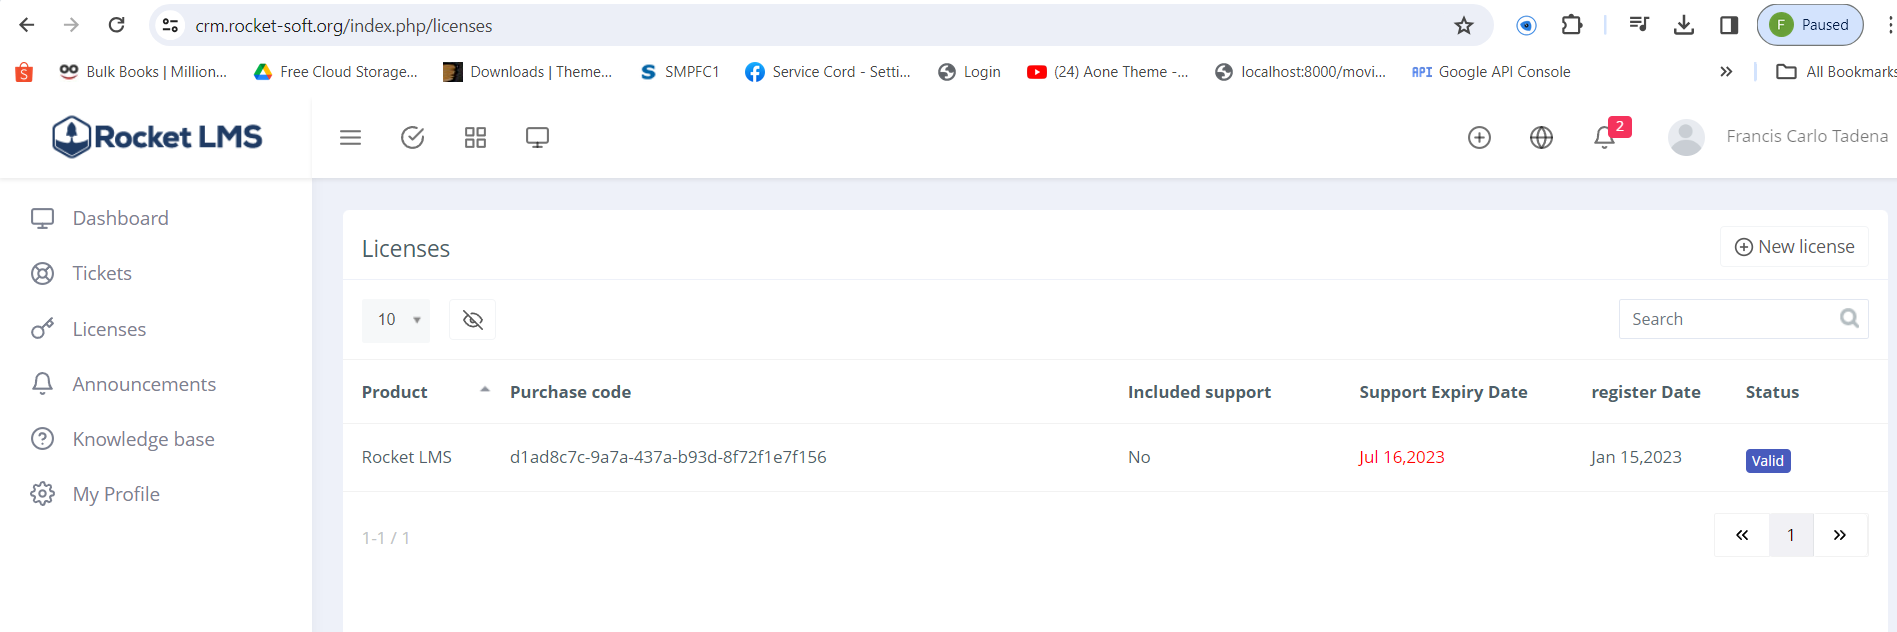 crm.rocket-soft.org/index.php/licenses
F Paused
Bulk Books | Million... Free Cloud Storage... Downloads | Theme... S SMPFC1 Service Cord - Setti... Login (24) Aone Theme -... localhost:8000/movi... API Google API Console » All Bookmarks
Rocket LMS
2
Francis Carlo Tadena
Dashboard
Tickets
Licenses
Announcements
Knowledge base
My Profile
Licenses
New license
10
Search
Product Purchase code Included support Support Expiry Date register Date Status
Rocket LMS d1ad8c7c-9a7a-437a-b93d-8f72f1e7f156 No Jul 16,2023 Jan 15,2023 Valid
1-1 / 1
« 1 »